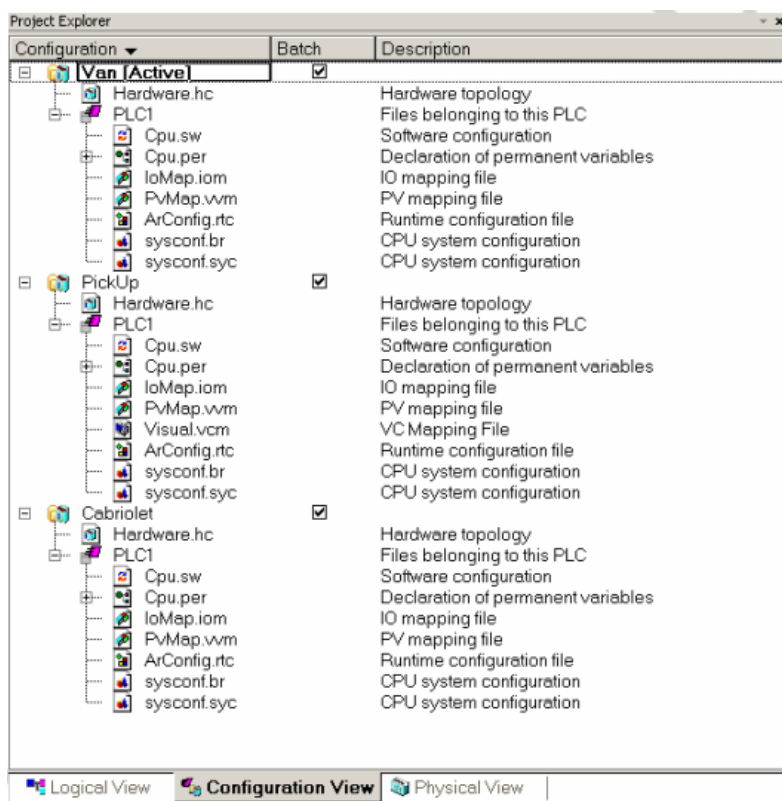 Project Explorer
Configuration Batch Description
Van [Active]
Hardware.hc Hardware topology
PLC1 Files belonging to this PLC
Cpu.sw Software configuration
Cpu.per Declaration of permanent variables
IoMap.iom IO mapping file
PvMap.vvm PV mapping file
ArConfig.rtc Runtime configuration file
sysconf.br CPU system configuration
sysconf.syc CPU system configuration
PickUp
Hardware.hc Hardware topology
PLC1 Files belonging to this PLC
Cpu.sw Software configuration
Cpu.per Declaration of permanent variables
IoMap.iom IO mapping file
PvMap.vvm PV mapping file
Visual.vcm VC Mapping File
ArConfig.rtc Runtime configuration file
sysconf.br CPU system configuration
sysconf.syc CPU system configuration
Cabriolet
Hardware.hc Hardware topology
PLC1 Files belonging to this PLC
Cpu.sw Software configuration
Cpu.per Declaration of permanent variables
IoMap.iom IO mapping file
PvMap.vvm PV mapping file
ArConfig.rtc Runtime configuration file
sysconf.br CPU system configuration
sysconf.syc CPU system configuration
Logical View Configuration View Physical View